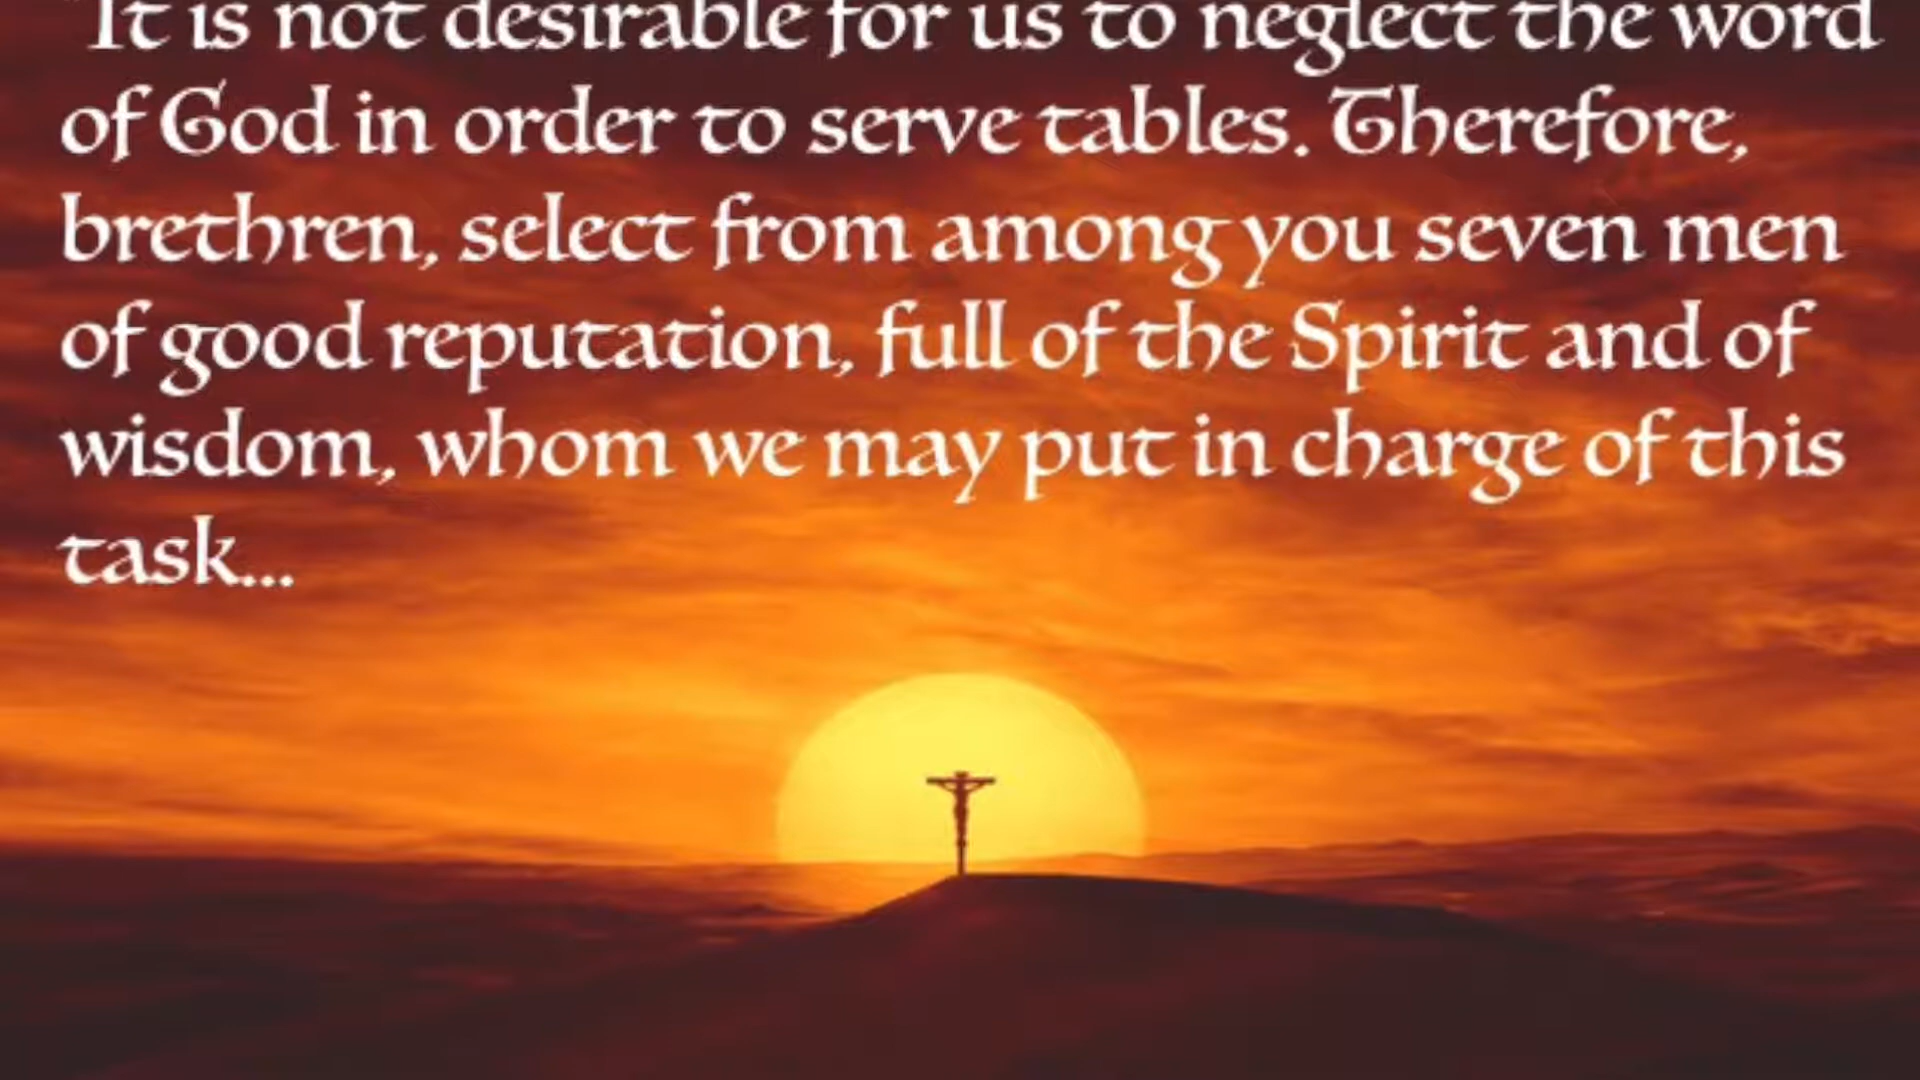 "It is not desirable for us to neglect the word
of God in order to serve tables. Therefore,
brethren, select from among you seven men
of good reputation, full of the Spirit and of
wisdom, whom we may put in charge of this
task...